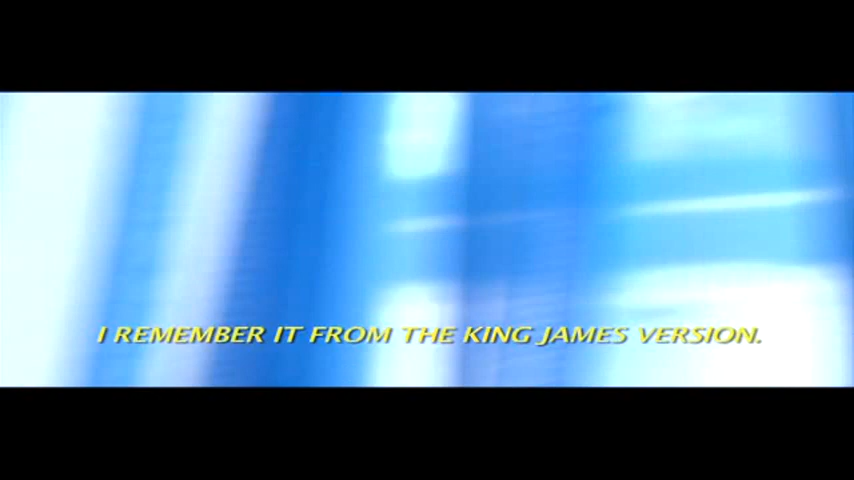 I REMEMBER IT FROM THE KING JAMES VERSION.